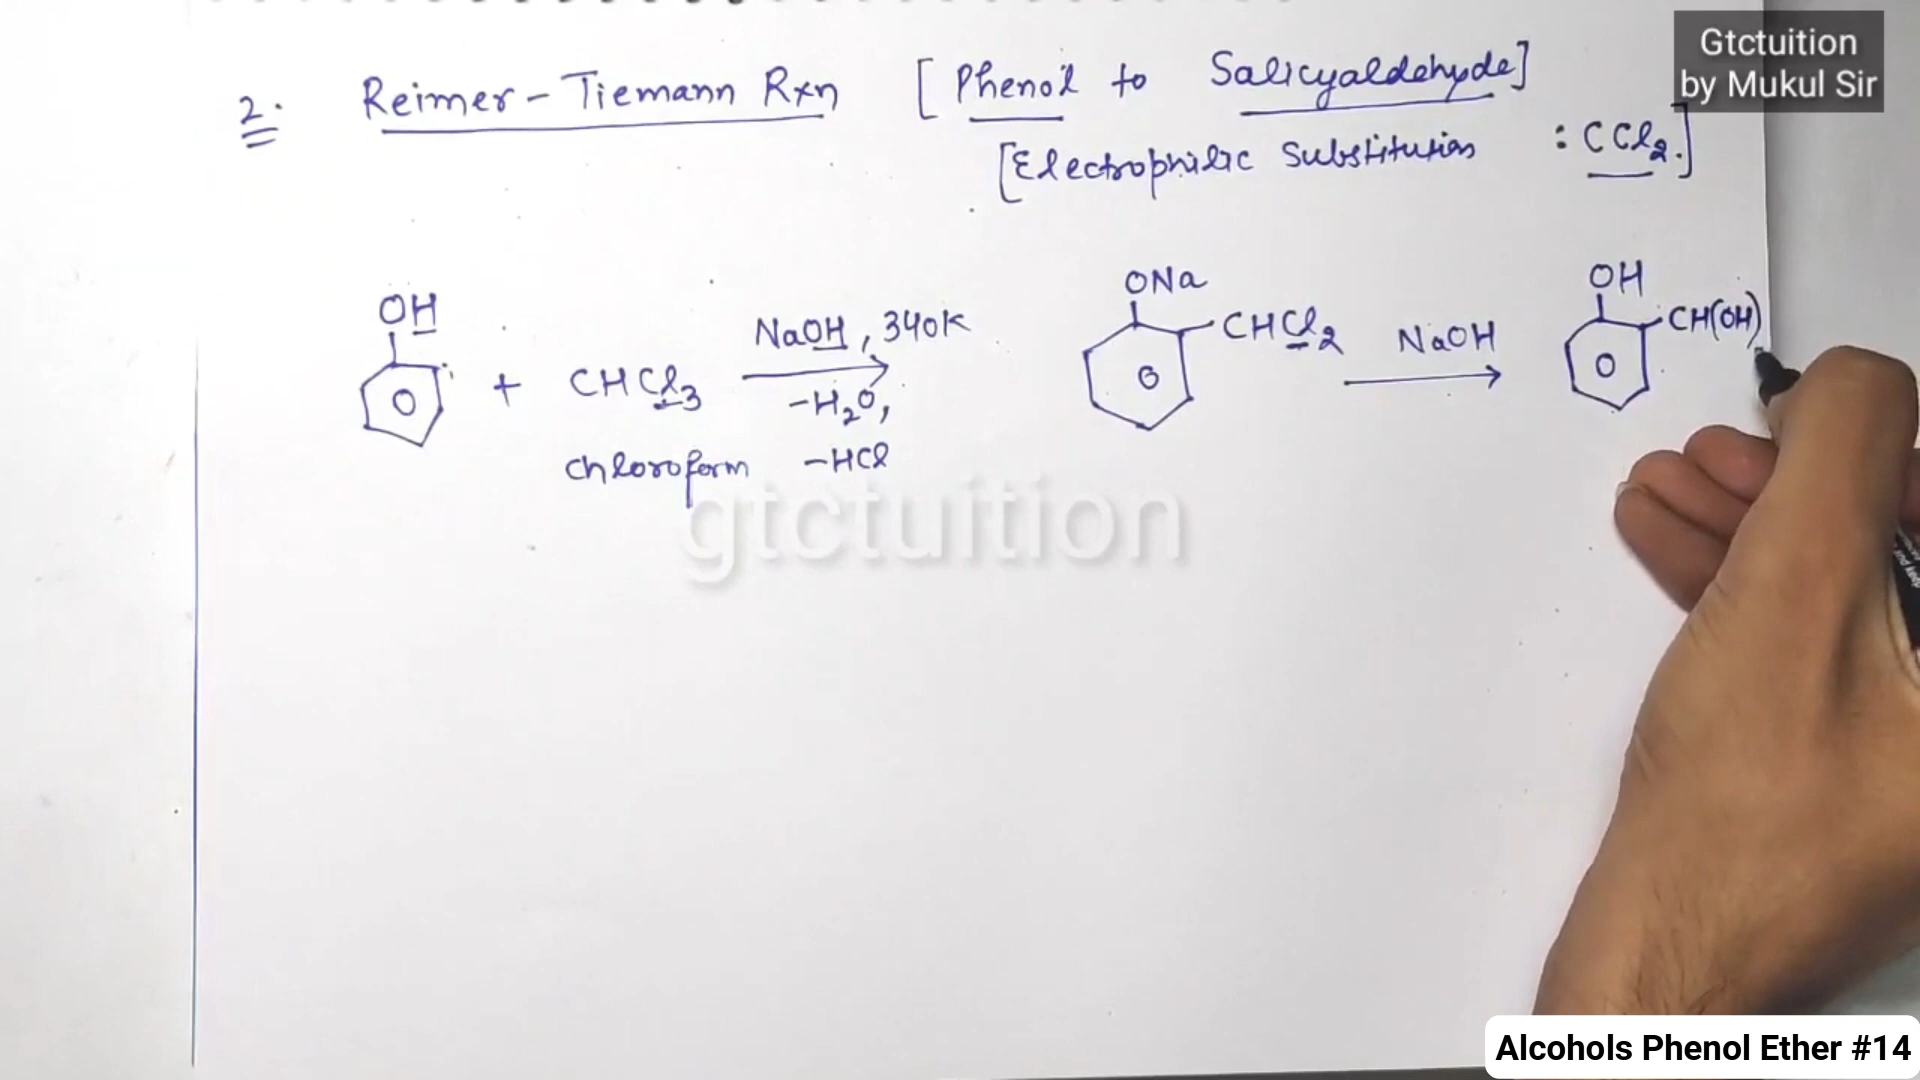 Gtctuition
by Mukul Sir
2. Reimer-Tiemann Rxn [Phenol to Salicyaldehyde]
[Electrophilic Substitution :CCl2.]
OH
+ CHCl3
chloroform
NaOH, 340K
-H2O,
-HCl
ONa
CHCl2
NaOH
OH
CH(OH)
gtctuition
Alcohols Phenol Ether #14